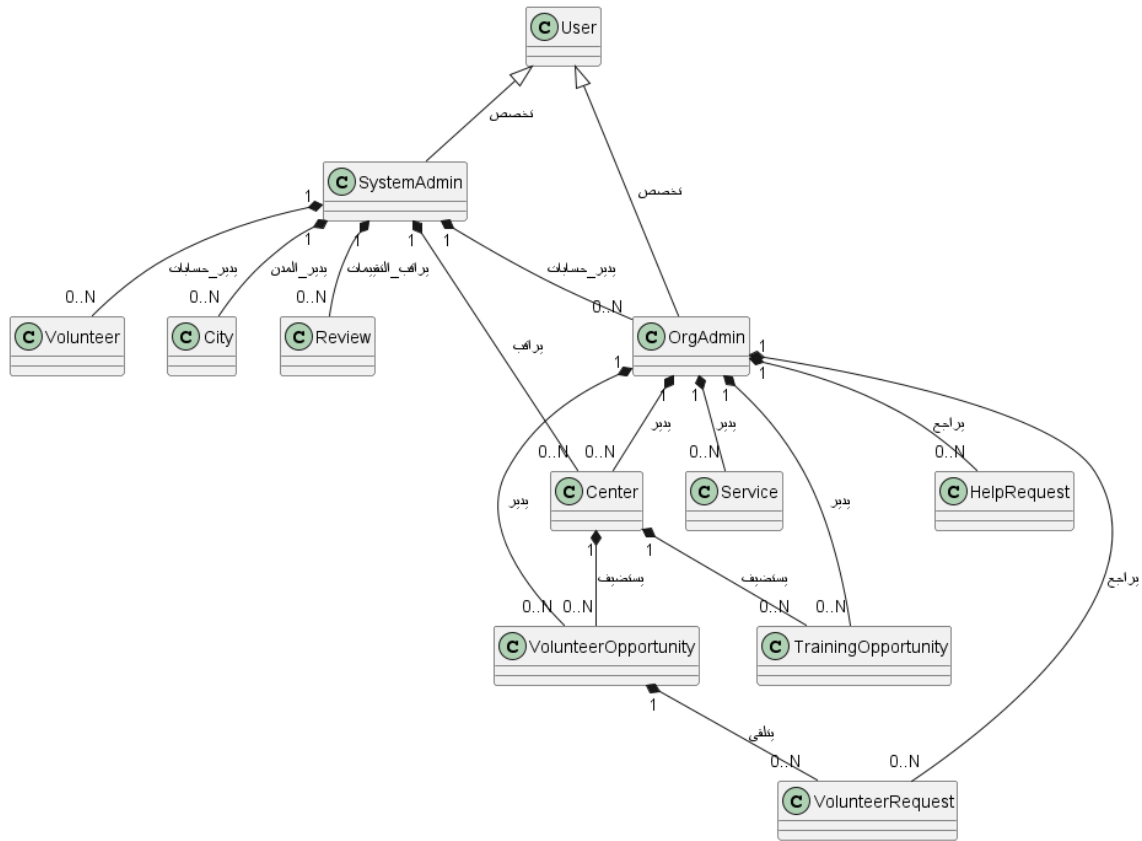 C User
تخصص
تخصص
C SystemAdmin
1
1
1
1
1
يدير_حسابات
يدير_المدن
يراقب_التقييمات
يراقب
يدير_حسابات
0..N
0..N
0..N
0..N
C Volunteer
C City
C Review
C OrgAdmin
1
1
1
1
1
1
يدير
يدير
يراجع
0..N
0..N
0..N
0..N
C Center
C Service
C HelpRequest
يدير
يدير
1
1
يستضيف
يستضيف
يراجع
0..N
0..N
0..N
0..N
C VolunteerOpportunity
C TrainingOpportunity
1
يتلقى
0..N
0..N
C VolunteerRequest